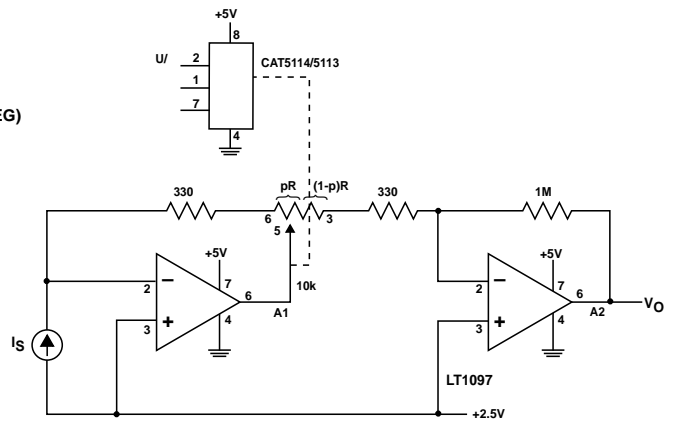 +5V
8
U/
2
CAT5114/5113
1
7
EG)
4
330
pR
(1-p)R
330
1M
6
3
5
+5V
+5V
2
7
2
7
6
10k
6
3
4
A1
3
4
A2
VO
IS
LT1097
+2.5V